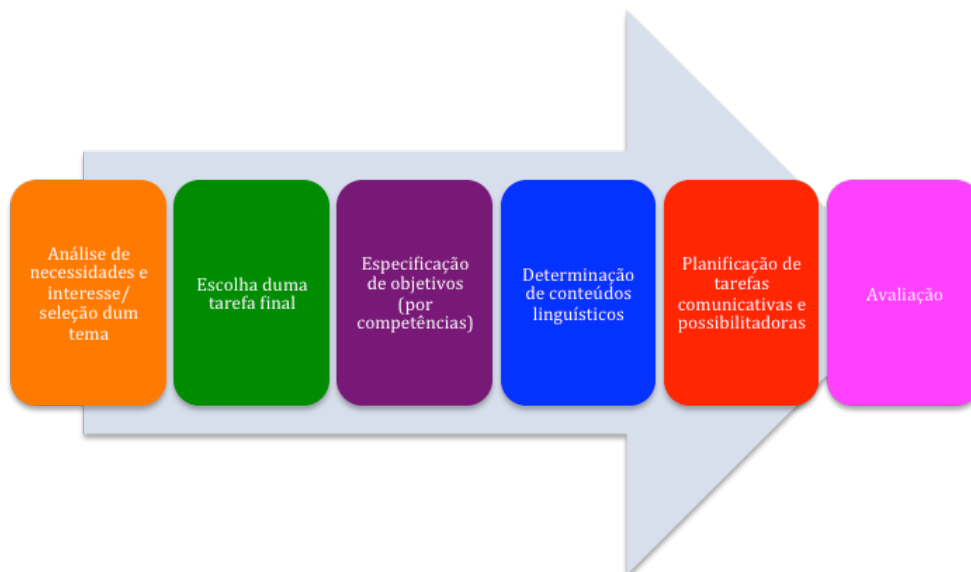 Análise de
necessidades e
interesse/
seleção dum
tema
Escolha duma
tarefa final
Especificação
de objetivos
(por
competências)
Determinação
de conteúdos
linguísticos
Planificação de
tarefas
comunicativas e
possibilitadoras
Avaliação